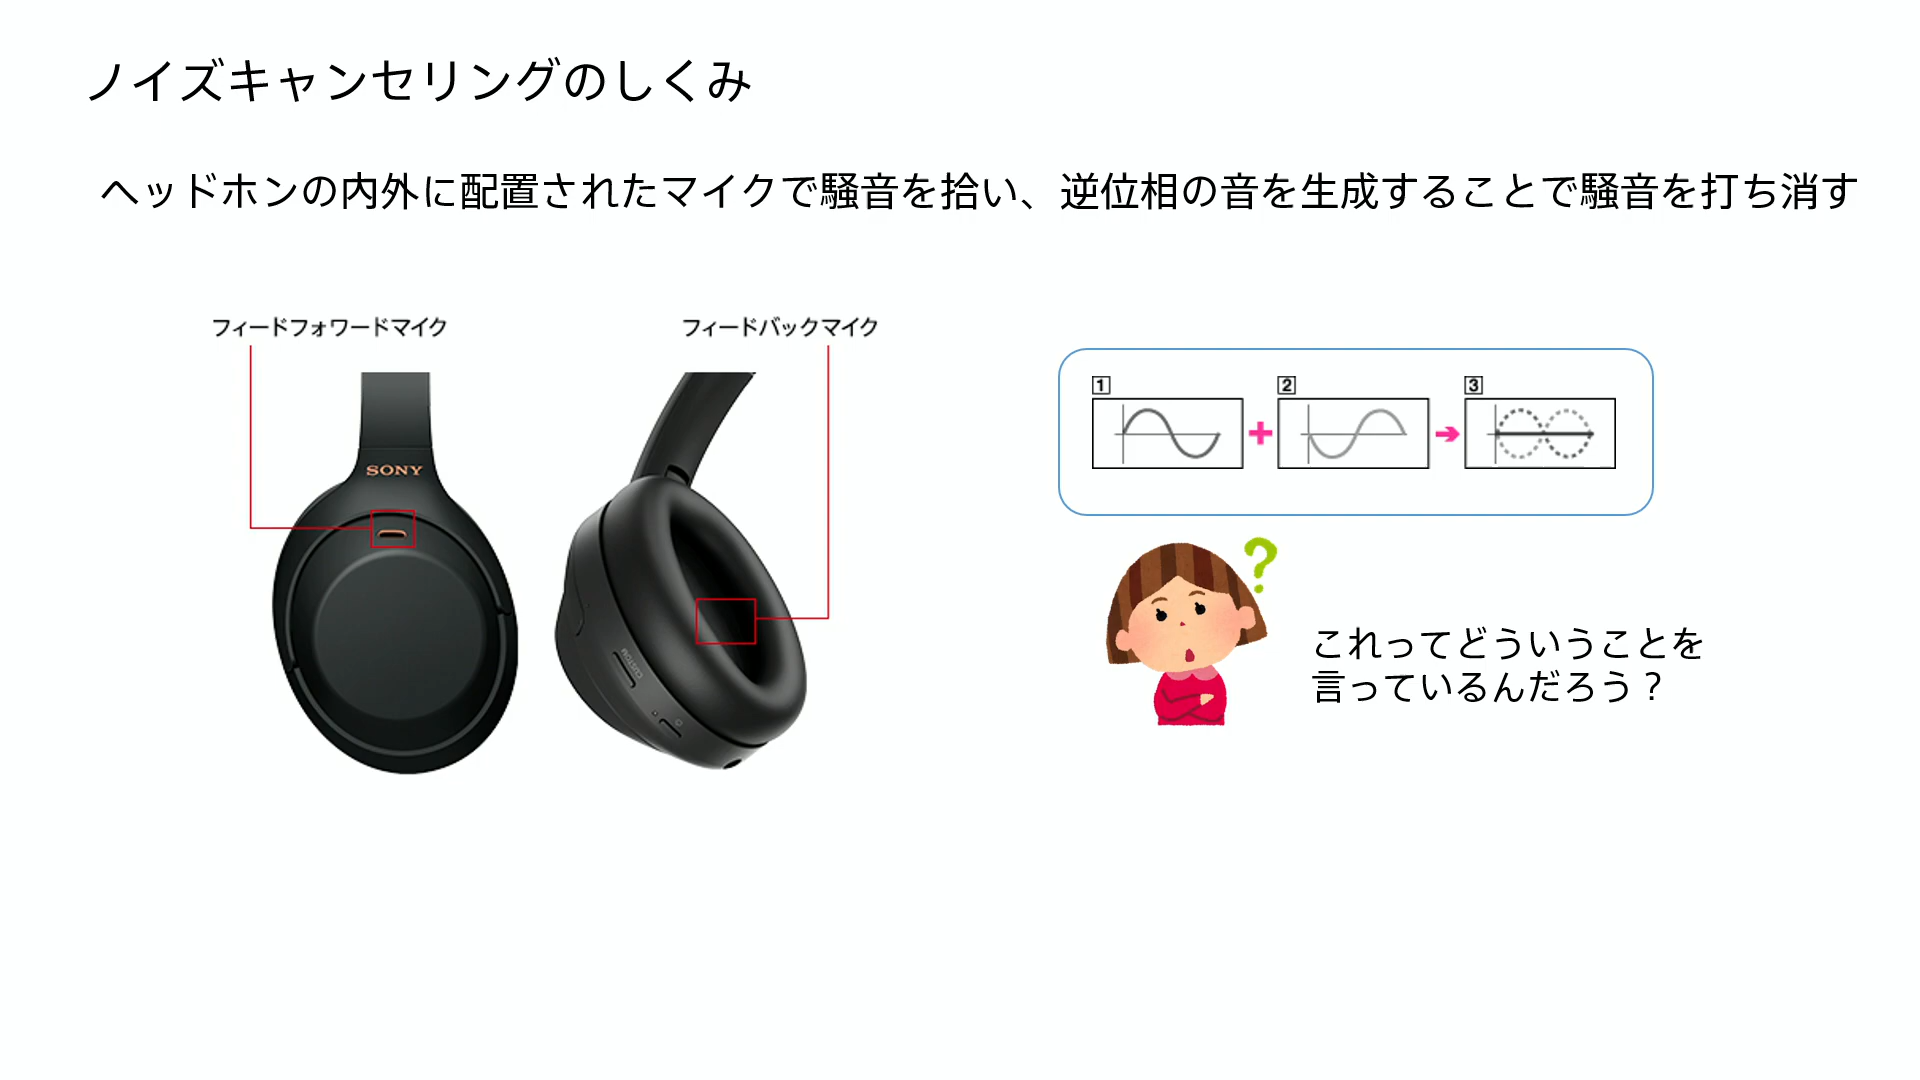 ノイズキャンセリングのしくみ
ヘッドホンの内外に配置されたマイクで騒音を拾い、逆位相の音を生成することで騒音を打ち消す
フィードフォワードマイク
フィードバックマイク
SONY
CUSTOM
1
2
3
+
?
これってどういうことを
言っているんだろう？